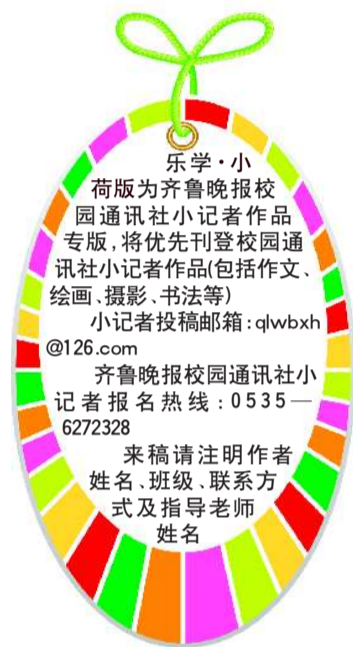 乐学·小
荷版为齐鲁晚报校
园通讯社小记者作品
专版,将优先刊登校园通
讯社小记者作品(包括作文、
绘画、摄影、书法等)
小记者投稿邮箱:qlwbxh
@126.com
齐鲁晚报校园通讯社小
记者报名热线:0535—
6272328
来稿请注明作者
姓名、班级、联系方
式及指导老师
姓名